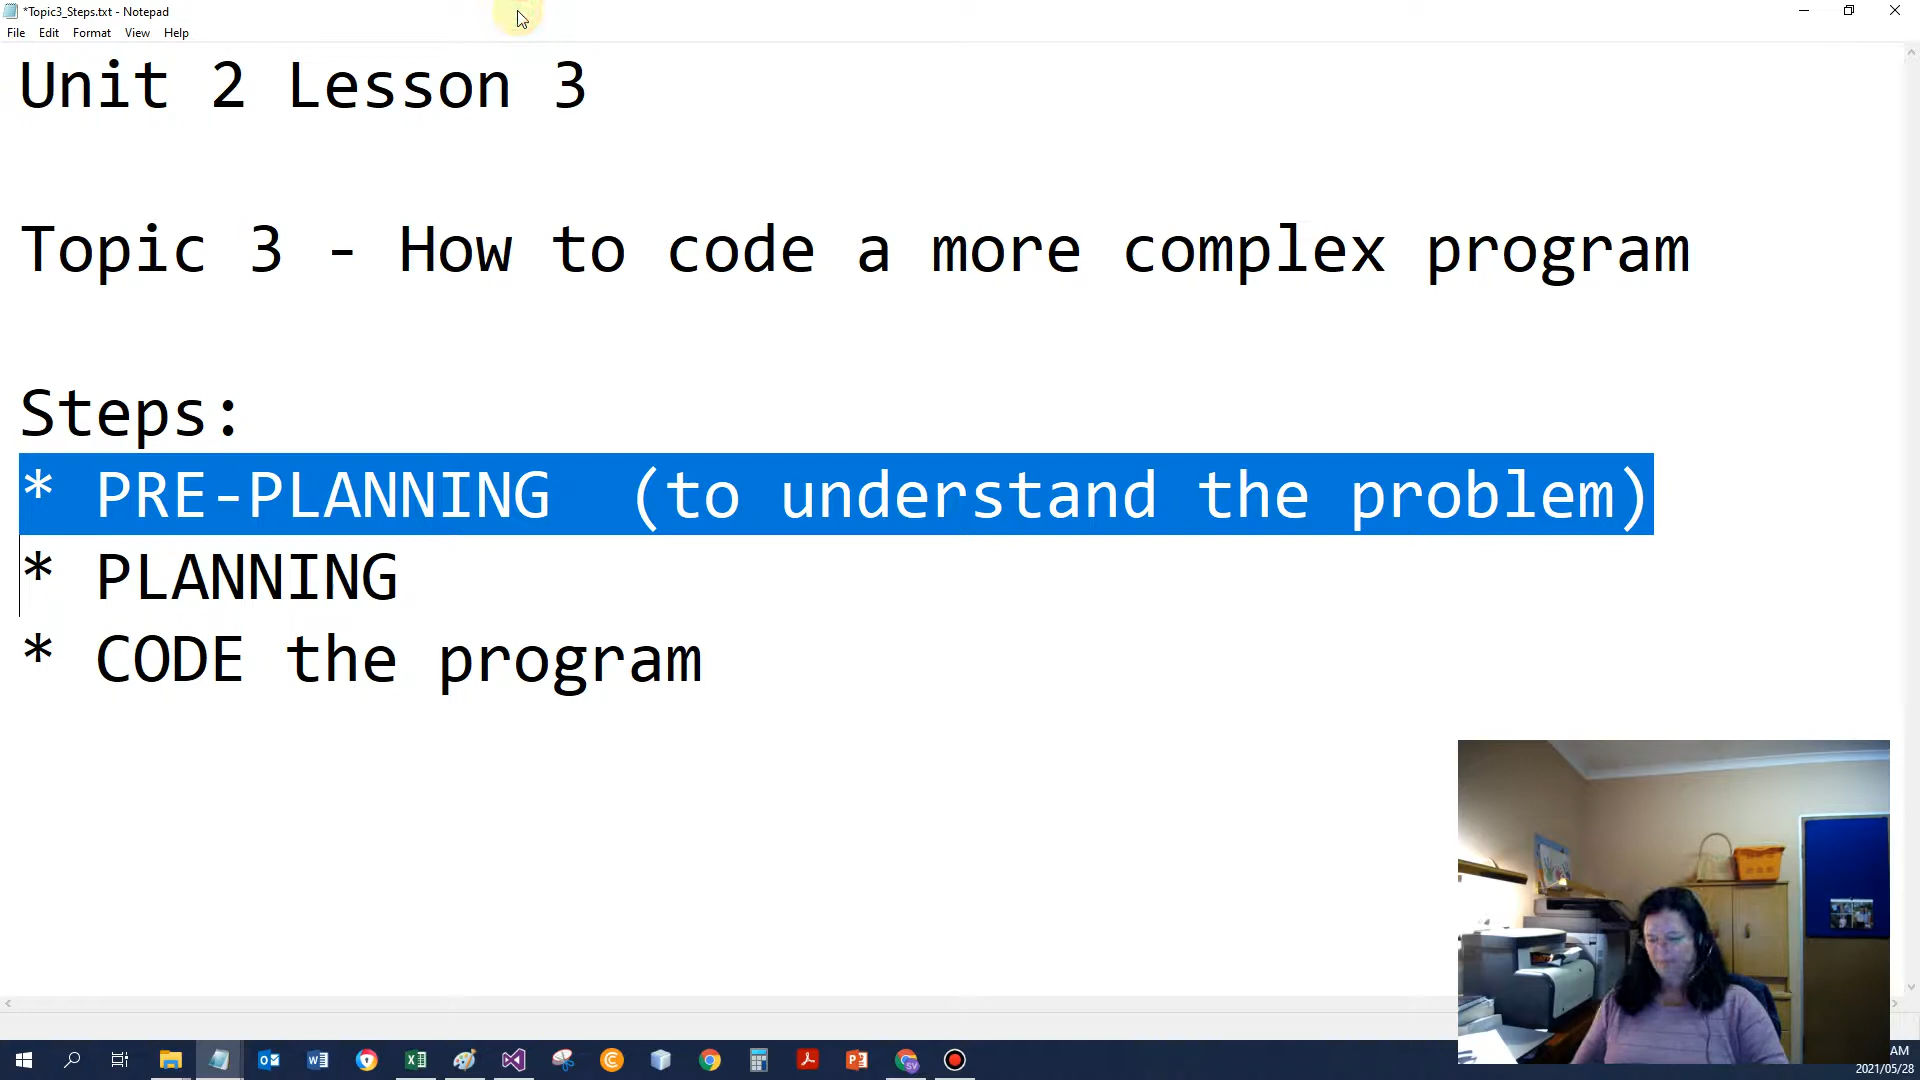 *Topic3_Steps.txt - Notepad
File Edit Format View Help
Unit 2 Lesson 3
Topic 3 - How to code a more complex program
Steps:
* PRE-PLANNING  (to understand the problem)
* PLANNING
* CODE the program
AM
2021/05/28